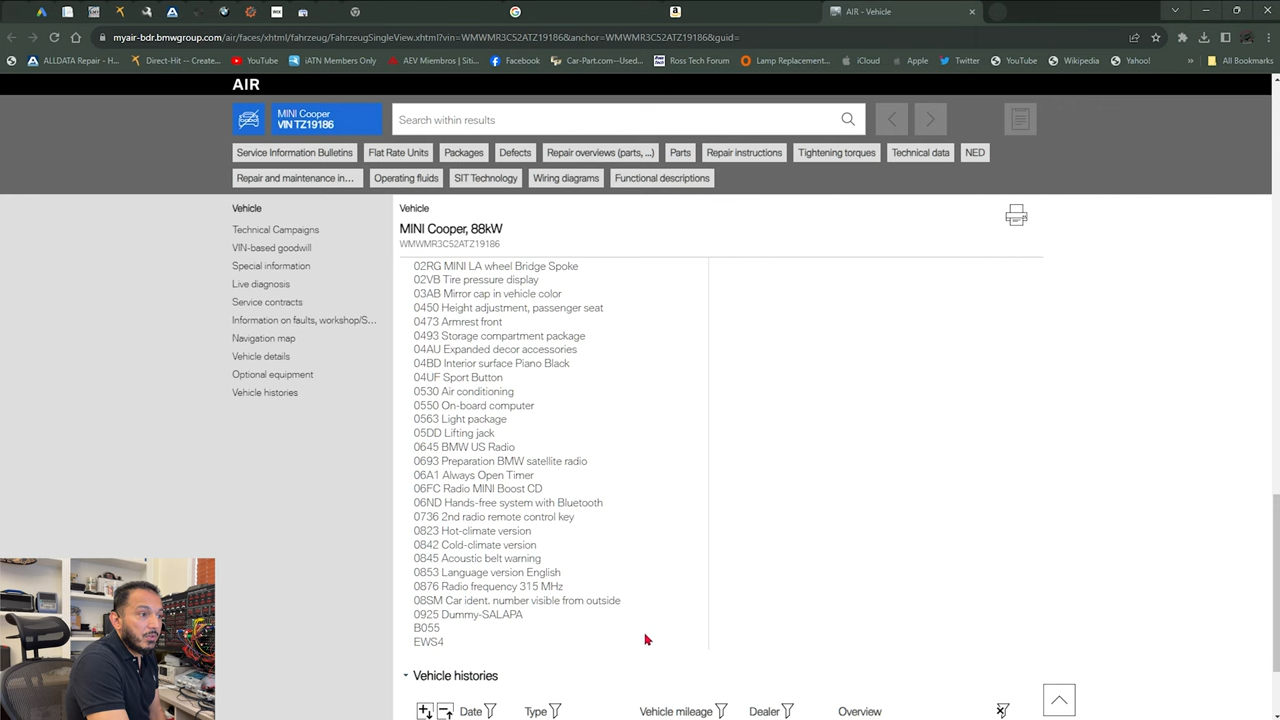 AIR - Vehicle
myair-bdr.bmwgroup.com/air/faces/xhtml/fahrzeug/FahrzeugSingleView.xhtml?vin=WMWMR3C52ATZ19186&anchor=WMWMR3C52ATZ19186&guid=
ALLDATA Repair - H... Direct-Hit -- Create... YouTube iATN Members Only AEV Miembros | Siti... Facebook Car-Part.com--Used... Ross Tech Forum Lamp Replacement... iCloud Apple Twitter YouTube Wikipedia Yahoo! » All Bookmarks
AIR
MINI Cooper
VIN TZ19186
Search within results
Service Information Bulletins Flat Rate Units Packages Defects Repair overviews (parts, ...) Parts Repair instructions Tightening torques Technical data NED
Repair and maintenance in... Operating fluids SIT Technology Wiring diagrams Functional descriptions
Vehicle
Technical Campaigns
VIN-based goodwill
Special information
Live diagnosis
Service contracts
Information on faults, workshop/S...
Navigation map
Vehicle details
Optional equipment
Vehicle histories
Vehicle
MINI Cooper, 88kW
WMWMR3C52ATZ19186
02RG MINI LA wheel Bridge Spoke
02VB Tire pressure display
03AB Mirror cap in vehicle color
0450 Height adjustment, passenger seat
0473 Armrest front
0493 Storage compartment package
04AU Expanded decor accessories
04BD Interior surface Piano Black
04UF Sport Button
0530 Air conditioning
0550 On-board computer
0563 Light package
05DD Lifting jack
0645 BMW US Radio
0693 Preparation BMW satellite radio
06A1 Always Open Timer
06FC Radio MINI Boost CD
06ND Hands-free system with Bluetooth
0736 2nd radio remote control key
0823 Hot-climate version
0842 Cold-climate version
0845 Acoustic belt warning
0853 Language version English
0876 Radio frequency 315 MHz
08SM Car ident. number visible from outside
0925 Dummy-SALAPA
B055
EWS4
Vehicle histories
Date Type Vehicle mileage Dealer Overview